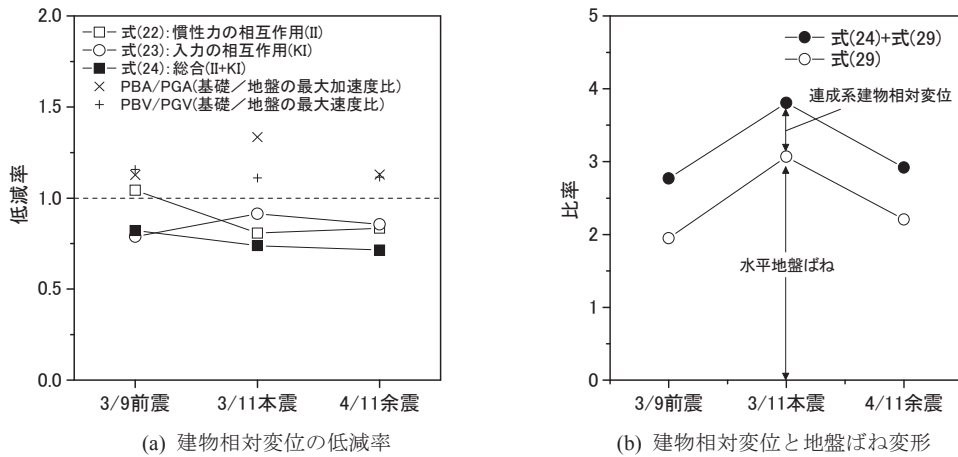 低減率
2.0
1.5
1.0
0.5
0.0
式(22):慣性力の相互作用(II)
式(23):入力の相互作用(KI)
式(24):総合(II+KI)
PBA/PGA(基礎/地盤の最大加速度比)
PBV/PGV(基礎/地盤の最大速度比)
3/9前震 3/11本震 4/11余震
(a) 建物相対変位の低減率
比率
5
4
3
2
1
0
式(24)+式(29)
式(29)
連成系建物相対変位
水平地盤ばね
3/9前震 3/11本震 4/11余震
(b) 建物相対変位と地盤ばね変形